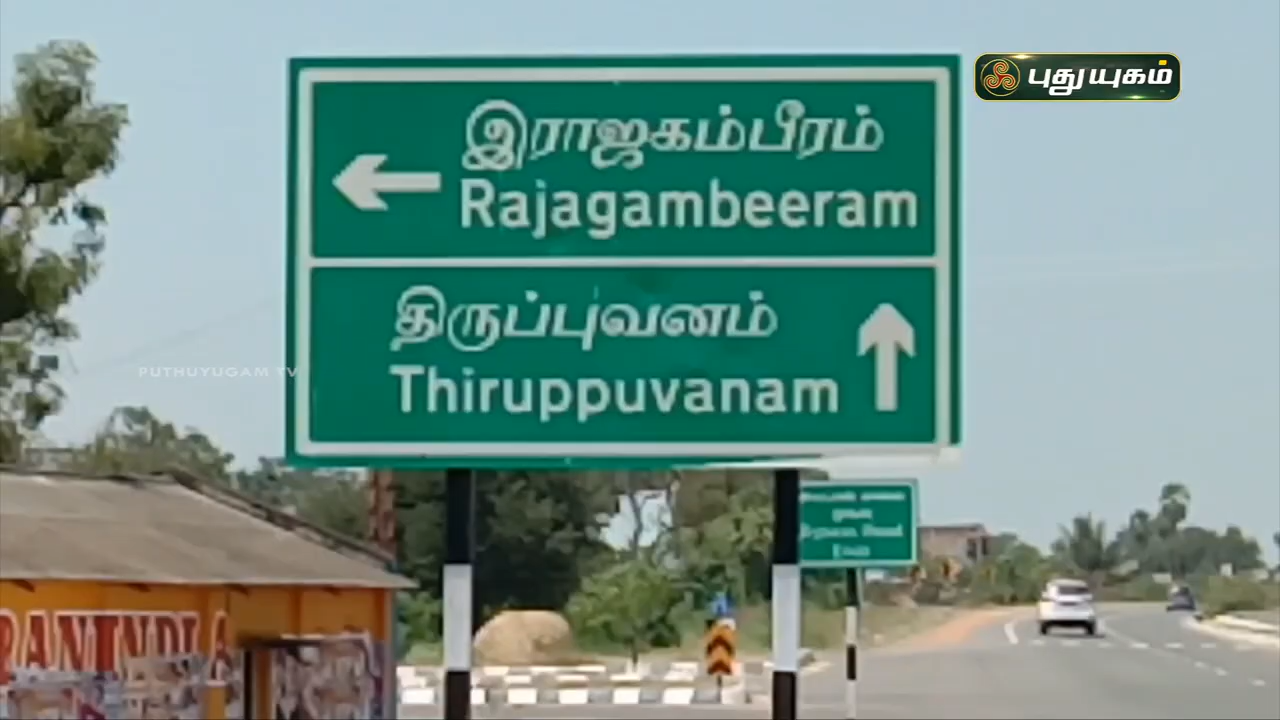 புதுயுகம்
இராஜகம்பீரம்
Rajagambeeram
திருப்புவனம்
Thiruppuvanam
PUTHUYUGAM TV